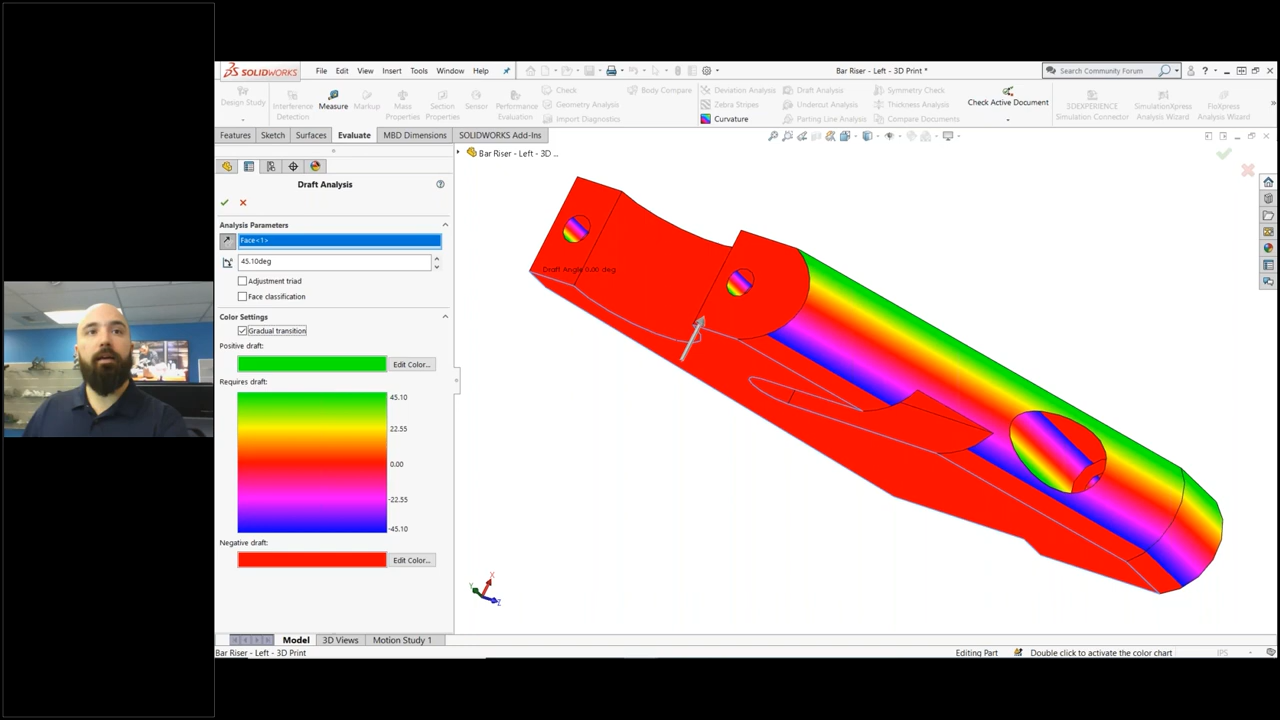 SOLIDWORKS File Edit View Insert Tools Window Help Bar Riser - Left - 3D Print * Search Community Forum
Design Study
Interference Detection
Measure
Markup
Mass Properties
Section Properties
Sensor
Performance Evaluation
Check
Geometry Analysis
Import Diagnostics
Body Compare
Deviation Analysis
Zebra Stripes
Curvature
Draft Analysis
Undercut Analysis
Parting Line Analysis
Symmetry Check
Thickness Analysis
Compare Documents
Check Active Document
3DEXPERIENCE Simulation Connector
SimulationXpress Analysis Wizard
FloXpress Analysis Wizard
Features Sketch Surfaces Evaluate MBD Dimensions SOLIDWORKS Add-Ins
Bar Riser - Left - 3D ...
Draft Analysis
Analysis Parameters
Face<1>
45.10deg
Adjustment triad
Face classification
Color Settings
Gradual transition
Positive draft:
Edit Color...
Requires draft:
45.10
22.55
0.00
-22.55
-45.10
Negative draft:
Edit Color...
Draft Angle 0.00 deg
X
Y
Z
Model 3D Views Motion Study 1
Bar Riser - Left - 3D Print Editing Part Double click to activate the color chart IPS